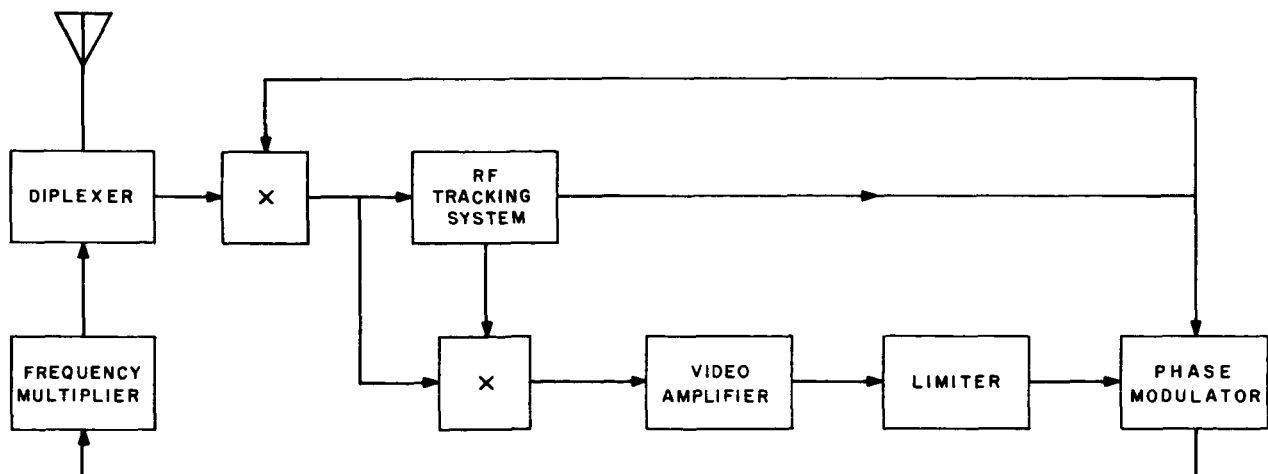 DIPLEXER
×
RF
TRACKING
SYSTEM
FREQUENCY
MULTIPLIER
×
VIDEO
AMPLIFIER
LIMITER
PHASE
MODULATOR